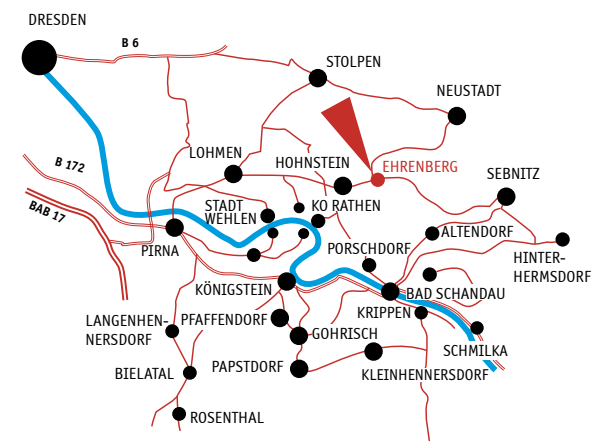 DRESDEN
B 6
STOLPEN
NEUSTADT
B 172
LOHMEN
HOHNSTEIN
EHRENBERG
SEBNITZ
BAB 17
STADT
WEHLEN
KO RATHEN
ALTENDORF
PIRNA
PORSCHDORF
HINTER-
HERMSDORF
KÖNIGSTEIN
BAD SCHANDAU
KRIPPEN
LANGENHEN-
NERSDORF
PFAFFENDORF
GOHRISCH
SCHMILKA
BIELATAL
PAPSTDORF
KLEINHENNERSDORF
ROSENTHAL